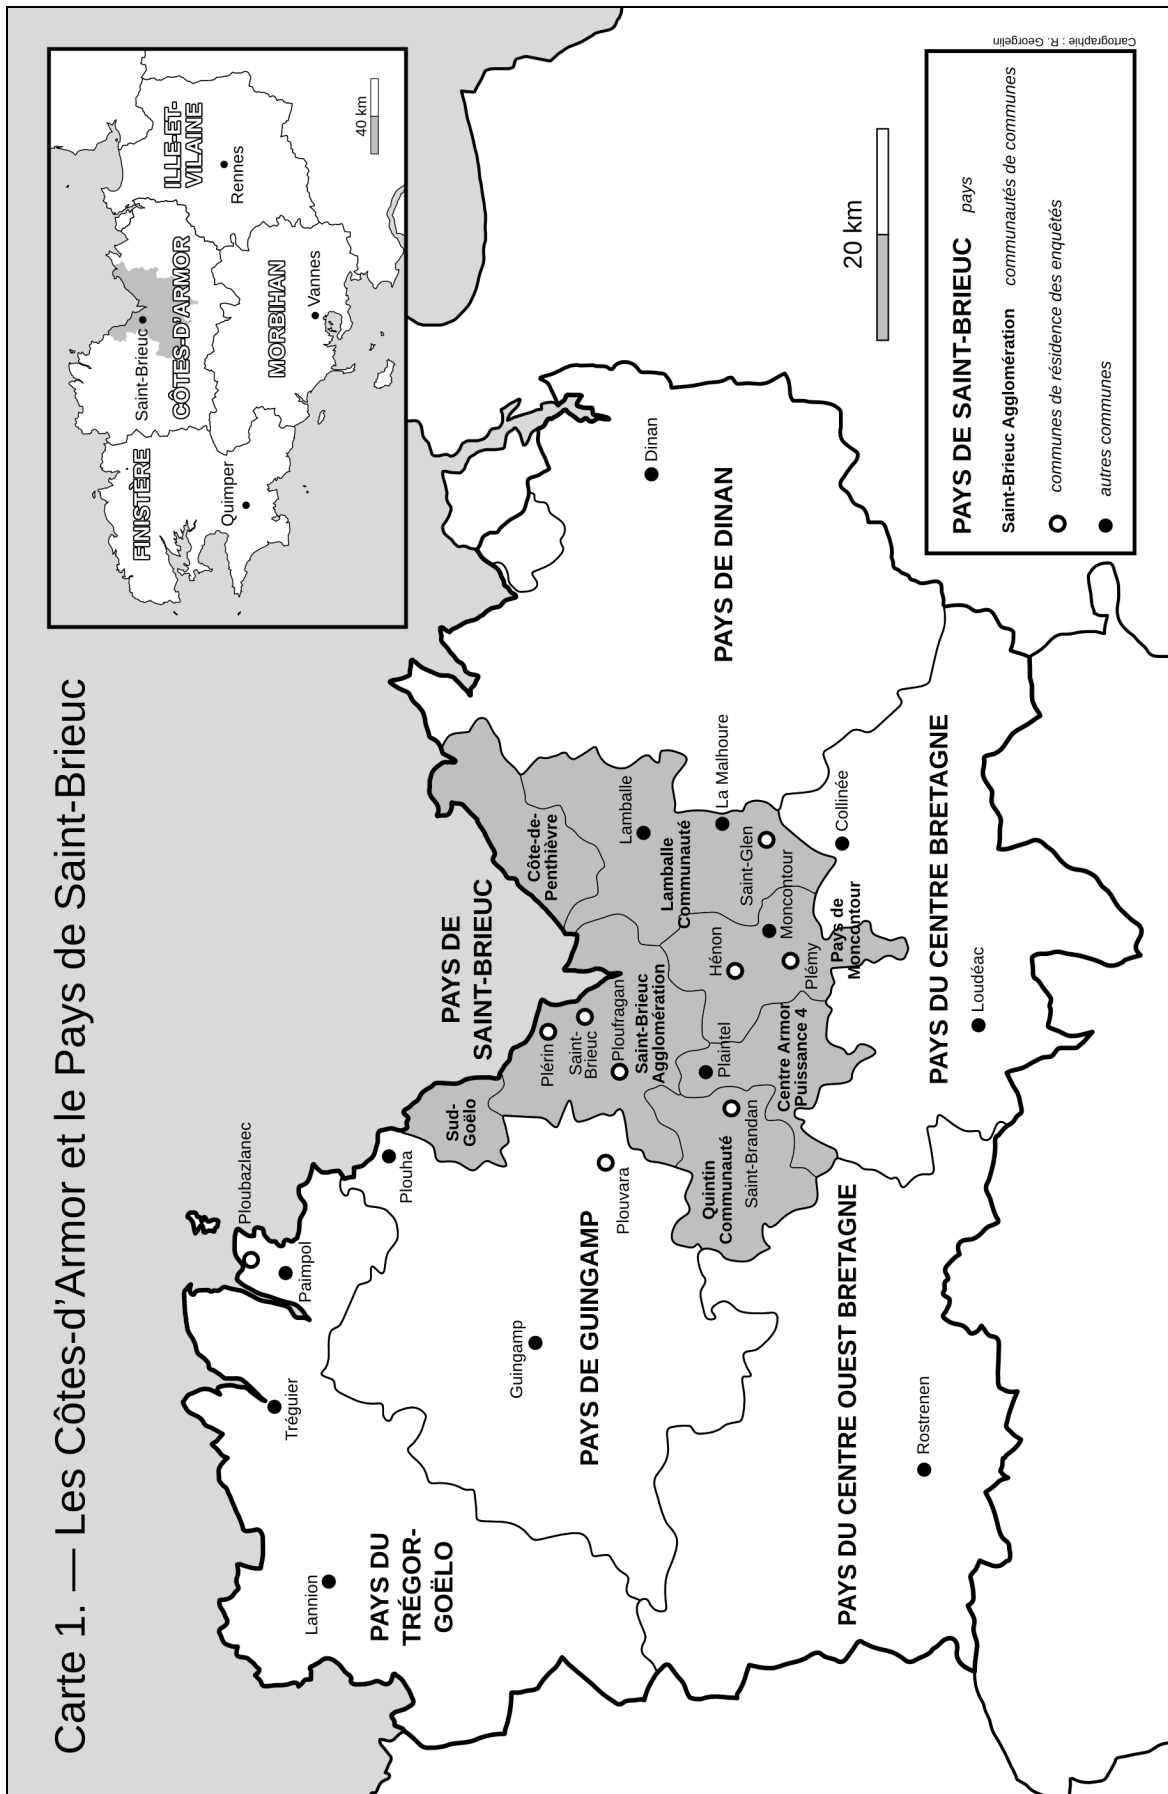 Carte 1. — Les Côtes-d’Armor et le Pays de Saint-Brieuc
FINISTÈRE
Quimper
Saint-Brieuc
CÔTES-D’ARMOR
MORBIHAN
Vannes
ILLE-ET-
VILAINE
Rennes
40 km
Lannion
PAYS DU
TRÉGOR-
GOËLO
Tréguier
Paimpol
Ploubazlanec
Plouha
Guingamp
PAYS DE GUINGAMP
Plouvara
PAYS DE
SAINT-BRIEUC
Sud-
Goëlo
Plérin
Saint-
Brieuc
Ploufragan
Saint-Brieuc
Agglomération
Côte-de-
Penthièvre
Lamballe
Lamballe
Communauté
La Malhoure
Saint-Glen
Moncontour
Hénon
Plémy
Pays de
Moncontour
Collinée
Plaintel
Centre Armor
Puissance 4
Quintin
Communauté
Saint-Brandan
PAYS DE DINAN
Dinan
PAYS DU CENTRE BRETAGNE
Loudéac
PAYS DU CENTRE OUEST BRETAGNE
Rostrenen
20 km
PAYS DE SAINT-BRIEUC pays
Saint-Brieuc Agglomération communautés de communes
communes de résidence des enquêtés
autres communes
Cartographie : R. Georgelin